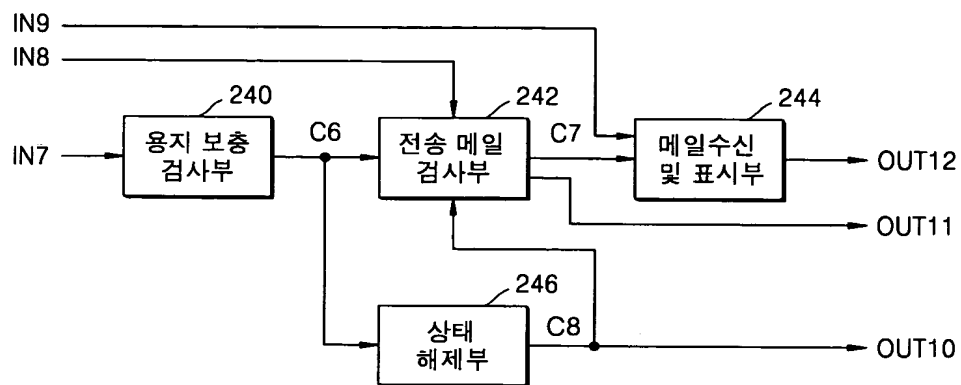 IN9
IN8
IN7
240
용지 보충
검사부
C6
242
전송 메일
검사부
C7
244
메일수신
및 표시부
OUT12
OUT11
246
상태
해제부
C8
OUT10